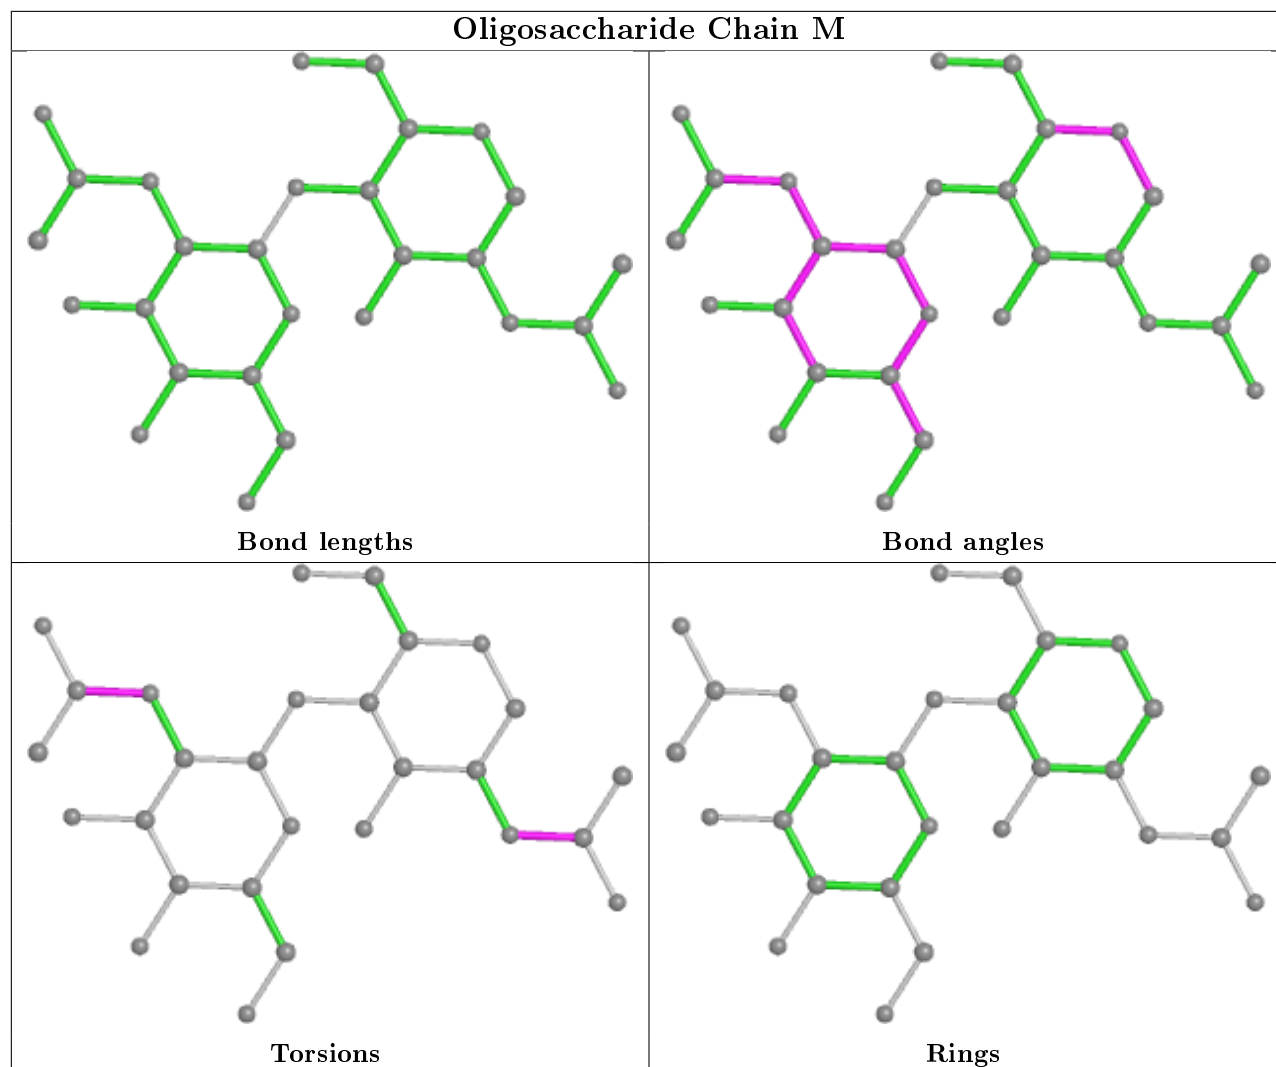 Oligosaccharide Chain M
Bond lengths
Bond angles
Torsions
Rings